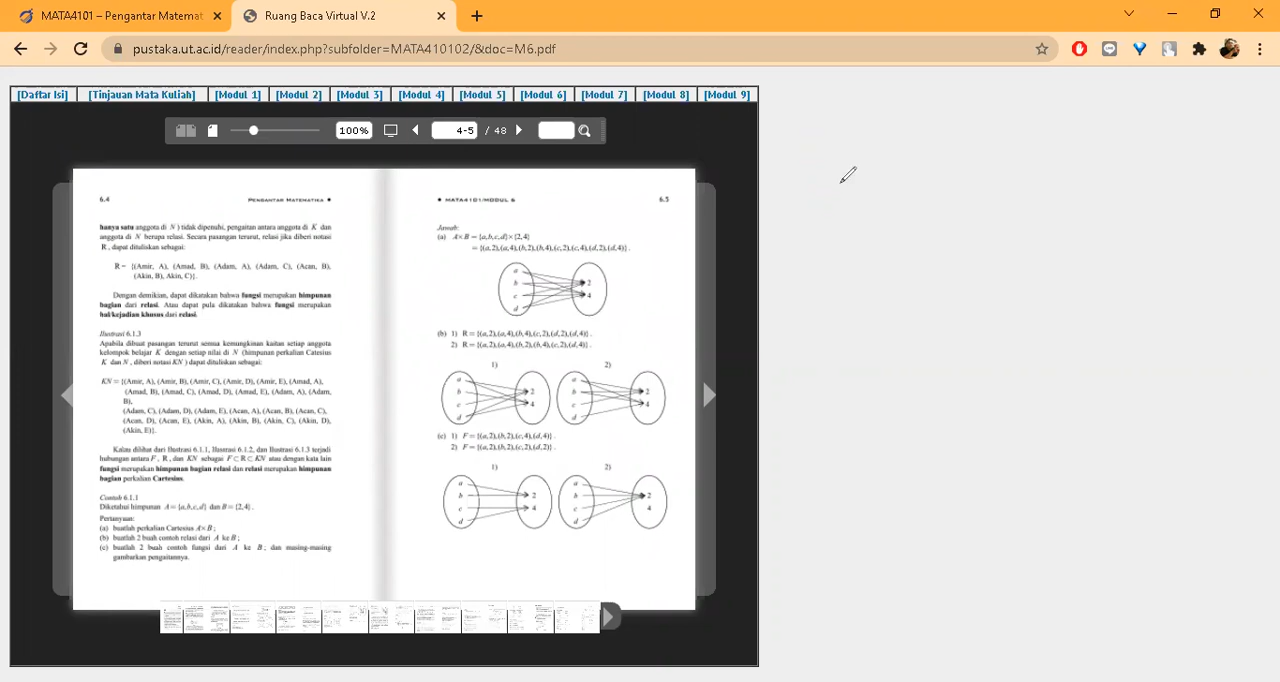 MATA4101 – Pengantar Matemat
Ruang Baca Virtual V.2
pustaka.ut.ac.id/reader/index.php?subfolder=MATA410102/&doc=M6.pdf
[Daftar Isi] [Tinjauan Mata Kuliah] [Modul 1] [Modul 2] [Modul 3] [Modul 4] [Modul 5] [Modul 6] [Modul 7] [Modul 8] [Modul 9]
100% 4-5 / 48
6.4 PENGANTAR MATEMATIKA ●
hanya satu anggota di N) tidak dipenuhi, pengaitan antara anggota di K dan
anggota di N berupa relasi. Secara pasangan terurut, relasi jika diberi notasi
R, dapat dituliskan sebagai:
R = {(Amir, A), (Amad, B), (Adam, A), (Adam, C), (Acan, B),
(Akin, B), Akin, C)}.
Dengan demikian, dapat dikatakan bahwa fungsi merupakan himpunan
bagian dari relasi. Atau dapat pula dikatakan bahwa fungsi merupakan
hal/kejadian khusus dari relasi.
Ilustrasi 6.1.3
Apabila dibuat pasangan terurut semua kemungkinan kaitan setiap anggota
kelompok belajar K dengan setiap nilai di N (himpunan perkalian Catesius
K dan N, diberi notasi KN) dapat dituliskan sebagai:
KN = {(Amir, A), (Amir, B), (Amir, C), (Amir, D), (Amir, E), (Amad, A),
(Amad, B), (Amad, C), (Amad, D), (Amad, E), (Adam, A), (Adam,
B),
(Adam, C), (Adam, D), (Adam, E), (Acan, A), (Acan, B), (Acan, C),
(Acan, D), (Acan, E), (Akin, A), (Akin, B), (Akin, C), (Akin, D),
(Akin, E)}.
Kalau dilihat dari Ilustrasi 6.1.1, Ilustrasi 6.1.2, dan Ilustrasi 6.1.3 terjadi
hubungan antara F, R, dan KN sebagai F⊂R⊂KN atau dengan kata lain
fungsi merupakan himpunan bagian relasi dan relasi merupakan himpunan
bagian perkalian Cartesius.
Contoh 6.1.1
Diketahui himpunan A={a,b,c,d} dan B={2,4}.
Pertanyaan:
(a) buatlah perkalian Cartesius A×B;
(b) buatlah 2 buah contoh relasi dari A ke B;
(c) buatlah 2 buah contoh fungsi dari A ke B; dan masing-masing
gambarkan pengaitannya.
● MATA4101/MODUL 6 6.5
Jawab:
(a) A×B = {a,b,c,d}×{2,4}
= {(a,2),(a,4),(b,2),(b,4),(c,2),(c,4),(d,2),(d,4)}.
a
b 2
c 4
d
(b) 1) R = {(a,2),(a,4),(b,4),(c,2),(d,2),(d,4)}.
2) R = {(a,2),(a,4),(b,2),(b,4),(c,2),(d,4)}.
1) 2)
a a
b 2 b 2
c 4 c 4
d d
(c) 1) F = {(a,2),(b,2),(c,4),(d,4)}.
2) F = {(a,2),(b,2),(c,2),(d,2)}.
1) 2)
a a
b 2 b 2
c 4 c 4
d d